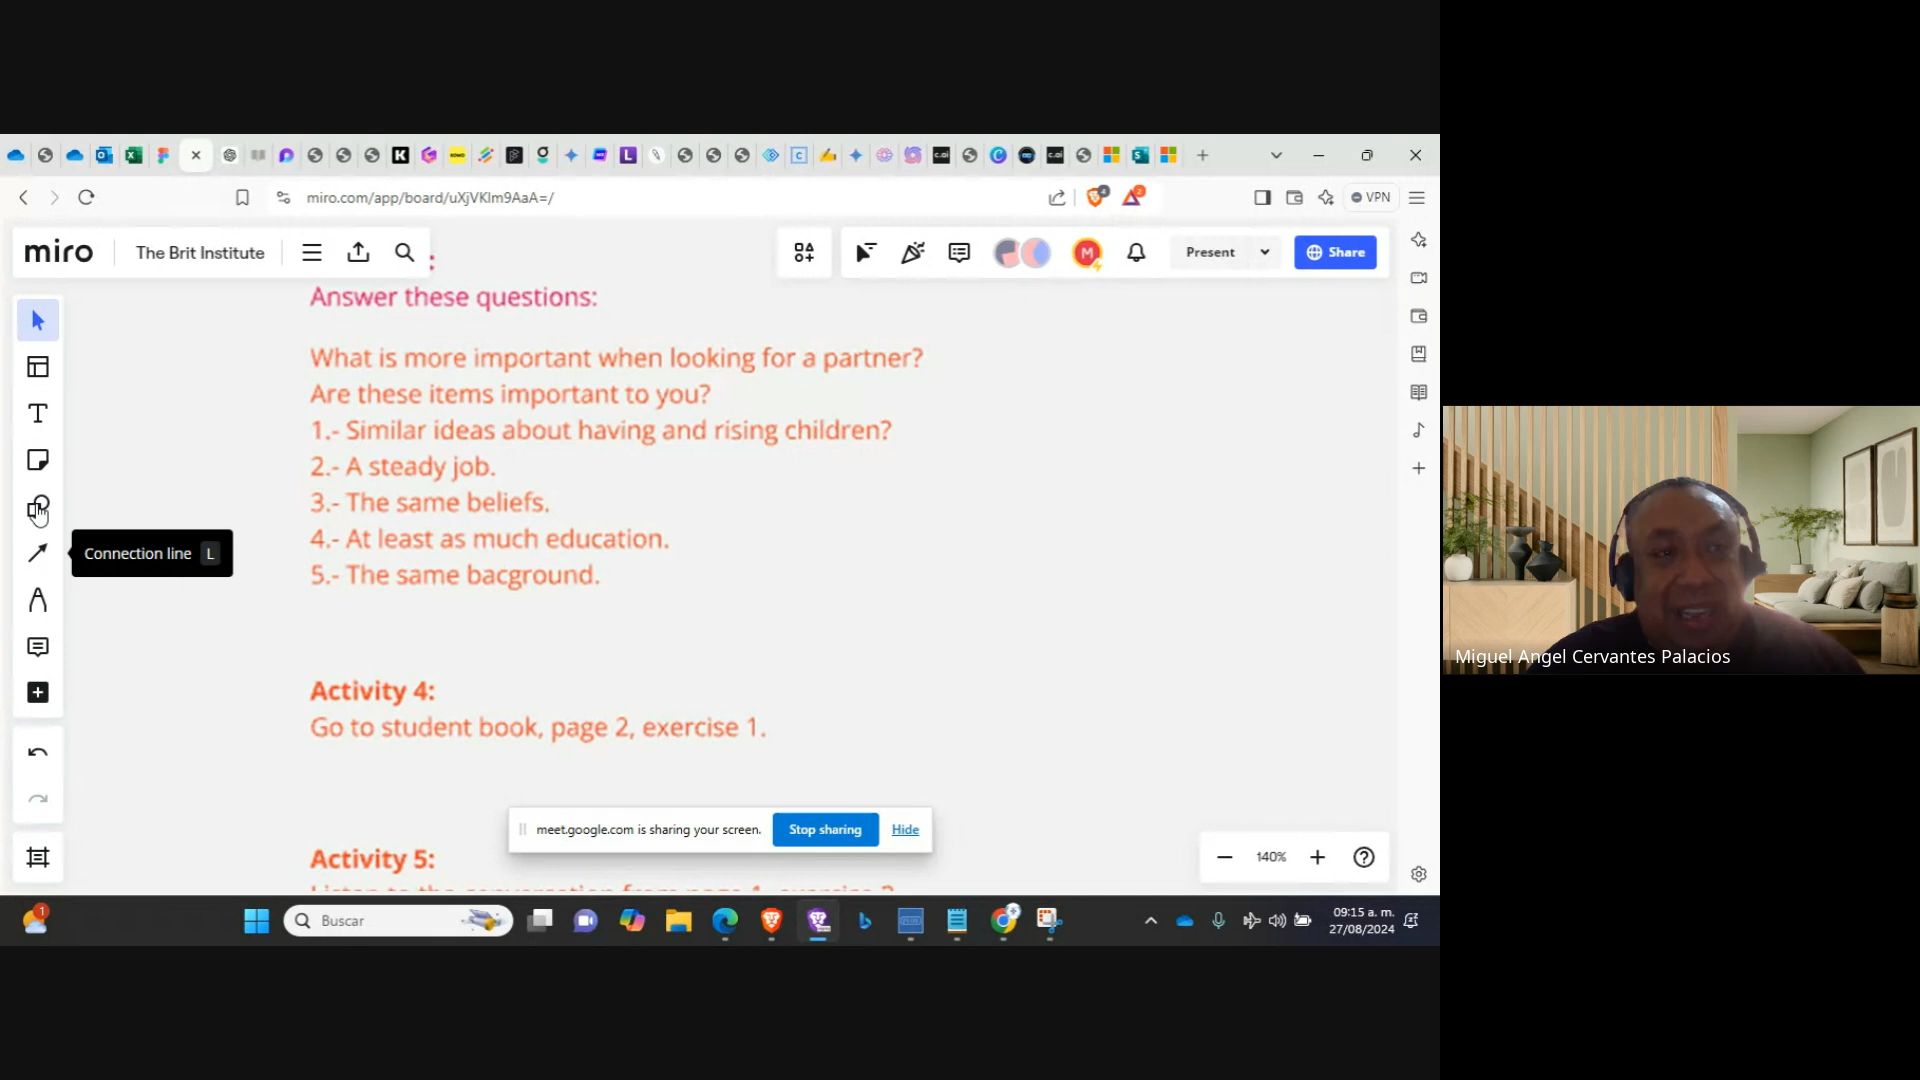 miro.com/app/board/uXjVKlm9AaA=/
VPN
miro
The Brit Institute
:
Present
Share
Answer these questions:
What is more important when looking for a partner?
Are these items important to you?
1.- Similar ideas about having and rising children?
2.- A steady job.
3.- The same beliefs.
4.- At least as much education.
5.- The same bacground.
Connection line L
Activity 4:
Go to student book, page 2, exercise 1.
meet.google.com is sharing your screen.
Stop sharing
Hide
Activity 5:
140%
Buscar
09:15 a. m.
27/08/2024
Miguel Angel Cervantes Palacios